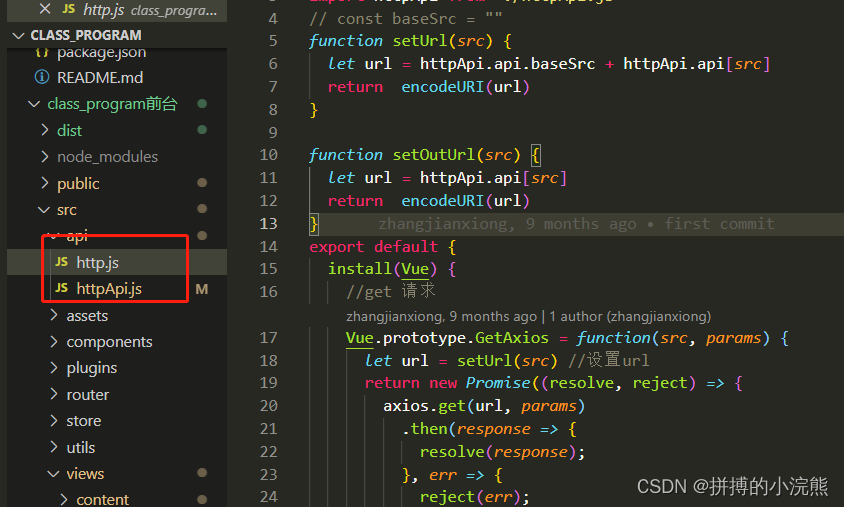 http.js class_progra...
CLASS_PROGRAM
package.json
README.md
class_program前台
dist
node_modules
public
src
api
JS http.js
JS httpApi.js M
assets
components
plugins
router
store
utils
views
content
4 // const baseSrc = ""
5 function setUrl(src) {
6 let url = httpApi.api.baseSrc + httpApi.api[src]
7 return encodeURI(url)
8 }
9
10 function setOutUrl(src) {
11 let url = httpApi.api[src]
12 return encodeURI(url)
13 } zhangjianxiong, 9 months ago • first commit
14 export default {
15 install(Vue) {
16 //get 请求
zhangjianxiong, 9 months ago | 1 author (zhangjianxiong)
17 Vue.prototype.GetAxios = function(src, params) {
18 let url = setUrl(src) //设置url
19 return new Promise((resolve, reject) => {
20 axios.get(url, params)
21 .then(response => {
22 resolve(response);
23 }, err => {
24 reject(err);
CSDN @拼搏的小浣熊